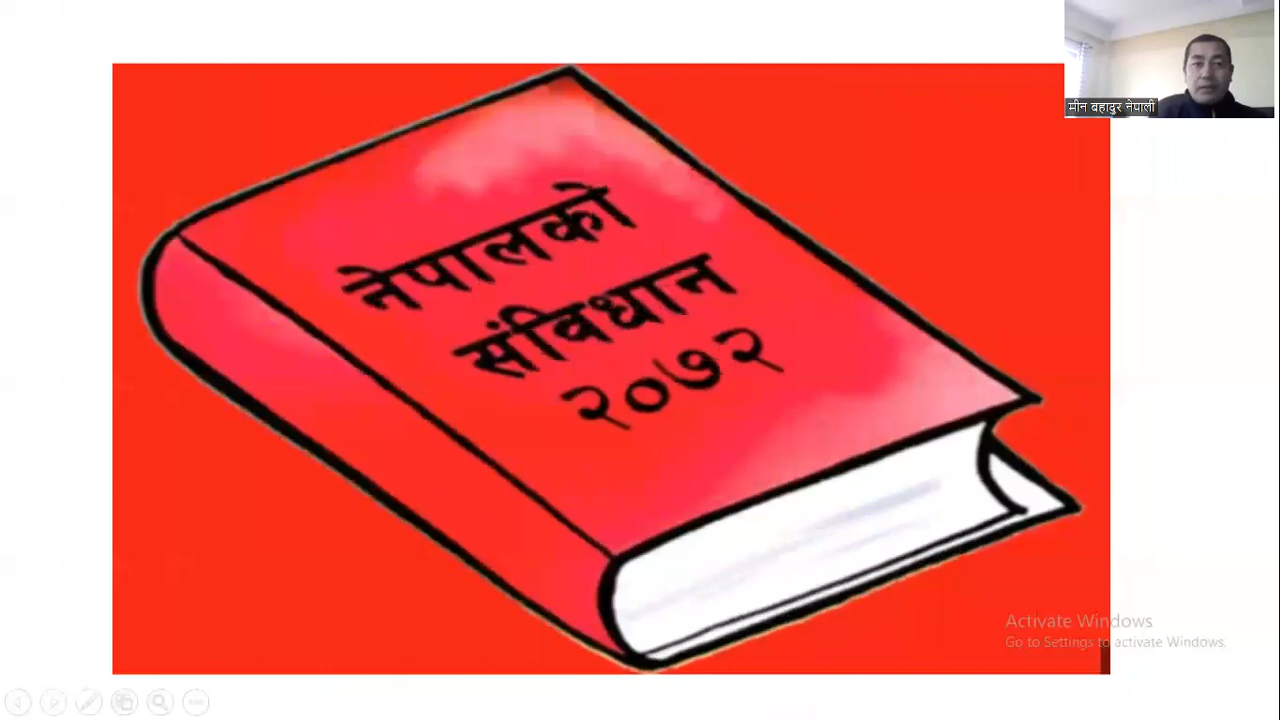 मीन बहादुर नेपाली
नेपालको
संविधान
२०७२
Activate Windows
Go to Settings to activate Windows.